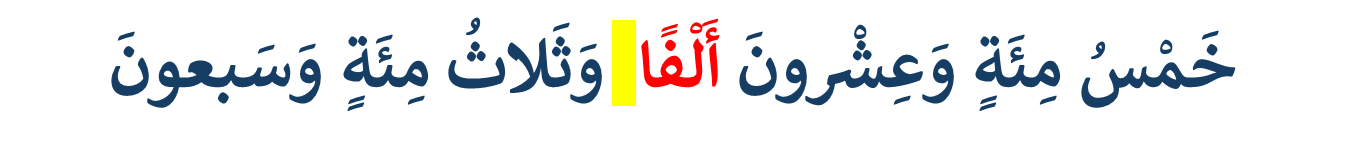 خَمْسُ مِئَةٍ وَعِشْرونَ أَلْفًا وَثَلاثُ مِئَةٍ وَسَبعونَ